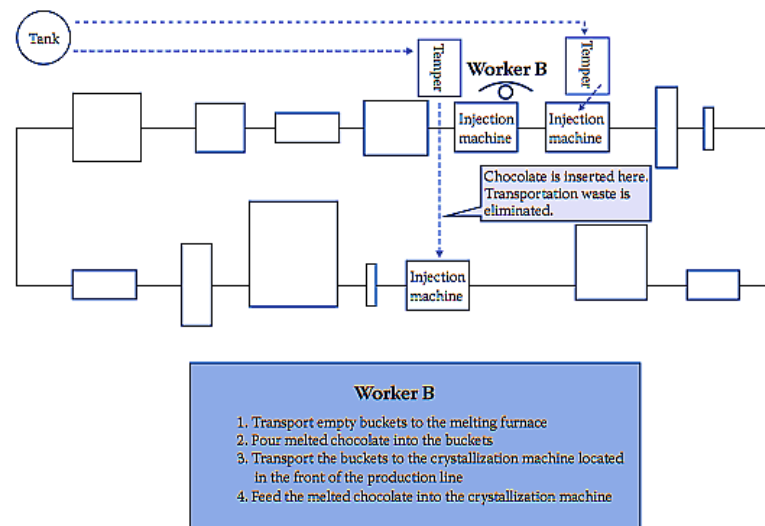 Tank
Temper
Worker B
Temper
Injection
machine
Injection
machine
Chocolate is inserted here.
Transportation waste is
eliminated.
Injection
machine
Worker B
1. Transport empty buckets to the melting furnace
2. Pour melted chocolate into the buckets
3. Transport the buckets to the crystallization machine located
in the front of the production line
4. Feed the melted chocolate into the crystallization machine